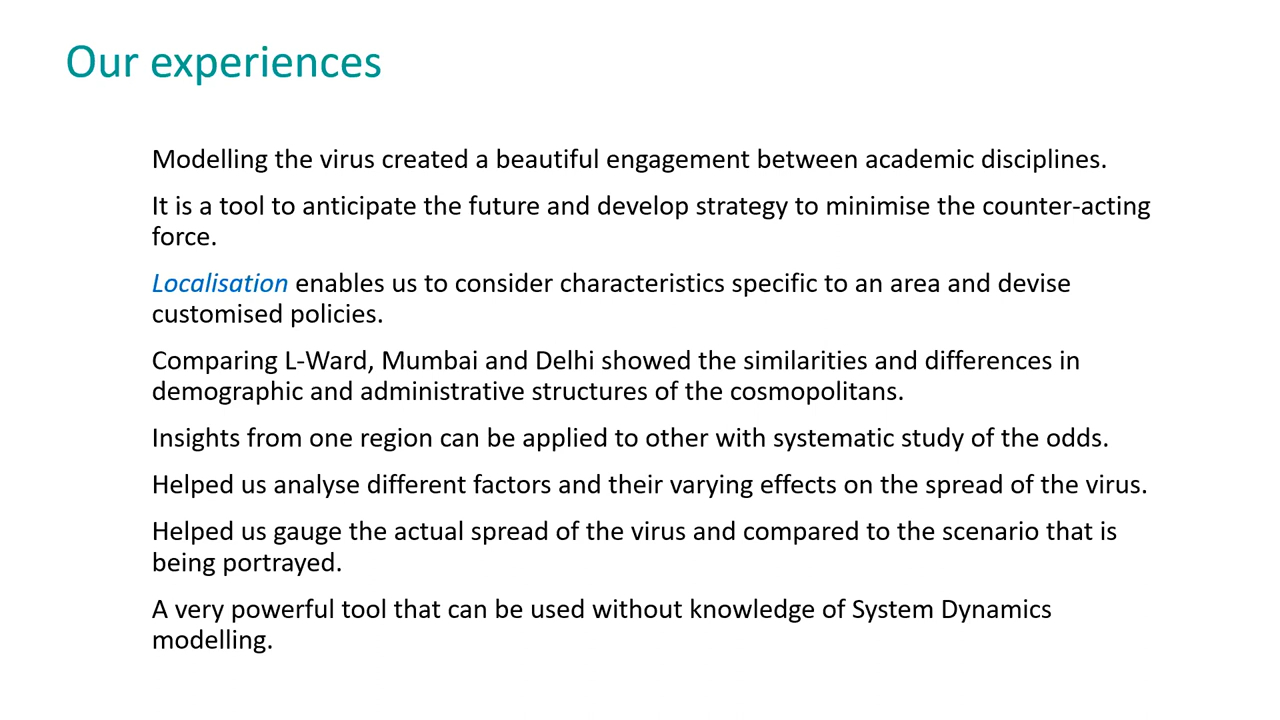 Our experiences
Modelling the virus created a beautiful engagement between academic disciplines.
It is a tool to anticipate the future and develop strategy to minimise the counter-acting
force.
Localisation enables us to consider characteristics specific to an area and devise
customised policies.
Comparing L-Ward, Mumbai and Delhi showed the similarities and differences in
demographic and administrative structures of the cosmopolitans.
Insights from one region can be applied to other with systematic study of the odds.
Helped us analyse different factors and their varying effects on the spread of the virus.
Helped us gauge the actual spread of the virus and compared to the scenario that is
being portrayed.
A very powerful tool that can be used without knowledge of System Dynamics
modelling.